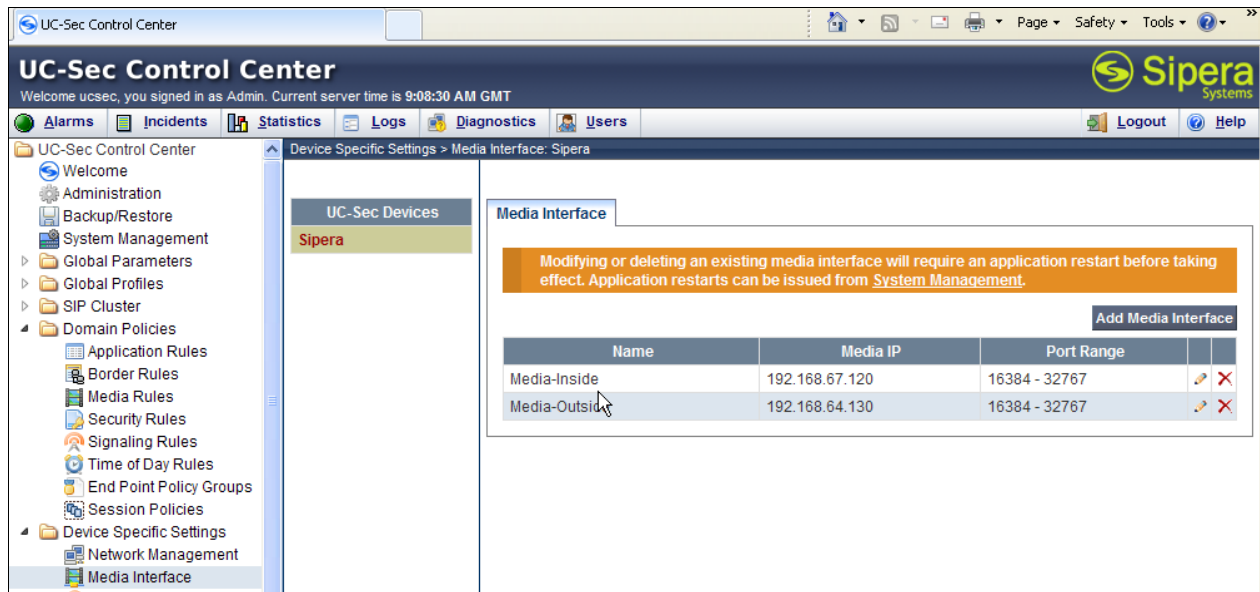 UC-Sec Control Center
Page Safety Tools »
UC-Sec Control Center
Sipera
Systems
Welcome ucsec, you signed in as Admin. Current server time is 9:08:30 AM GMT
Alarms Incidents Statistics Logs Diagnostics Users Logout Help
UC-Sec Control Center
Welcome
Administration
Backup/Restore
System Management
Global Parameters
Global Profiles
SIP Cluster
Domain Policies
Application Rules
Border Rules
Media Rules
Security Rules
Signaling Rules
Time of Day Rules
End Point Policy Groups
Session Policies
Device Specific Settings
Network Management
Media Interface
Device Specific Settings > Media Interface: Sipera
UC-Sec Devices
Sipera
Media Interface
Modifying or deleting an existing media interface will require an application restart before taking
effect. Application restarts can be issued from System Management.
Add Media Interface
Name Media IP Port Range
Media-Inside 192.168.67.120 16384 - 32767
Media-Outside 192.168.64.130 16384 - 32767